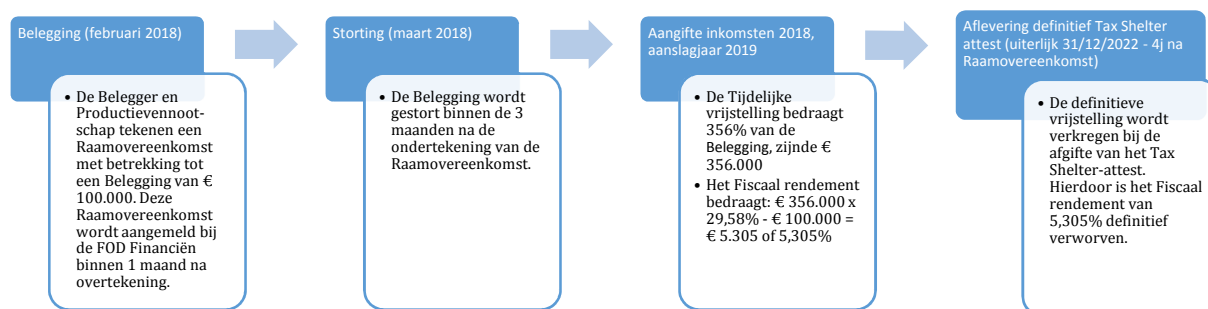 Belegging (februari 2018)
• De Belegger en
Productievennoot-
schap tekenen een
Raamovereenkomst
met betrekking tot
een Belegging van €
100.000. Deze
Raamovereenkomst
wordt aangemeld bij
de FOD Financiën
binnen 1 maand na
overtekening.
Storting (maart 2018)
• De Belegging wordt
gestort binnen de 3
maanden na de
ondertekening van de
Raamovereenkomst.
Aangifte inkomsten 2018,
aanslagjaar 2019
• De Tijdelijke
vrijstelling bedraagt
356% van de
Belegging, zijnde €
356.000
• Het Fiscaal rendement
bedraagt: € 356.000 x
29,58% - € 100.000 =
€ 5.305 of 5,305%
Aflevering definitief Tax Shelter
attest (uiterlijk 31/12/2022 - 4j na
Raamovereenkomst)
• De definitieve
vrijstelling wordt
verkregen bij de
afgifte van het Tax
Shelter-attest.
Hierdoor is het Fiscaal
rendement van
5,305% definitief
verworven.